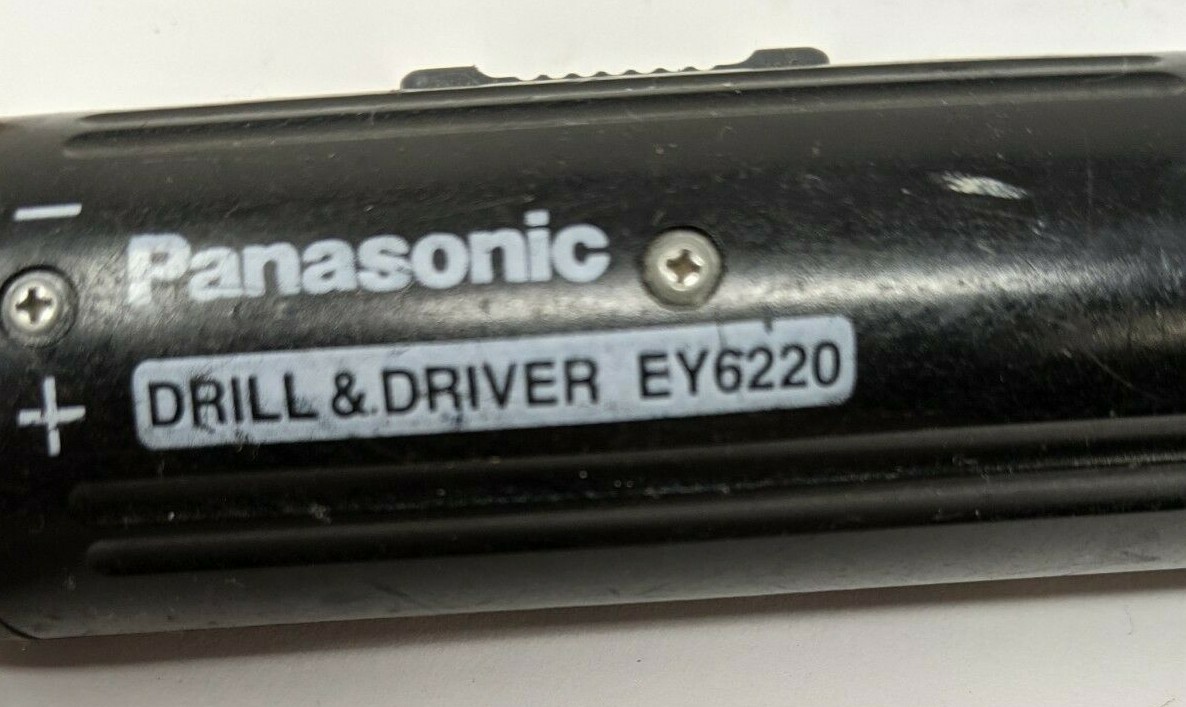 −
Panasonic
+
DRILL & DRIVER EY6220